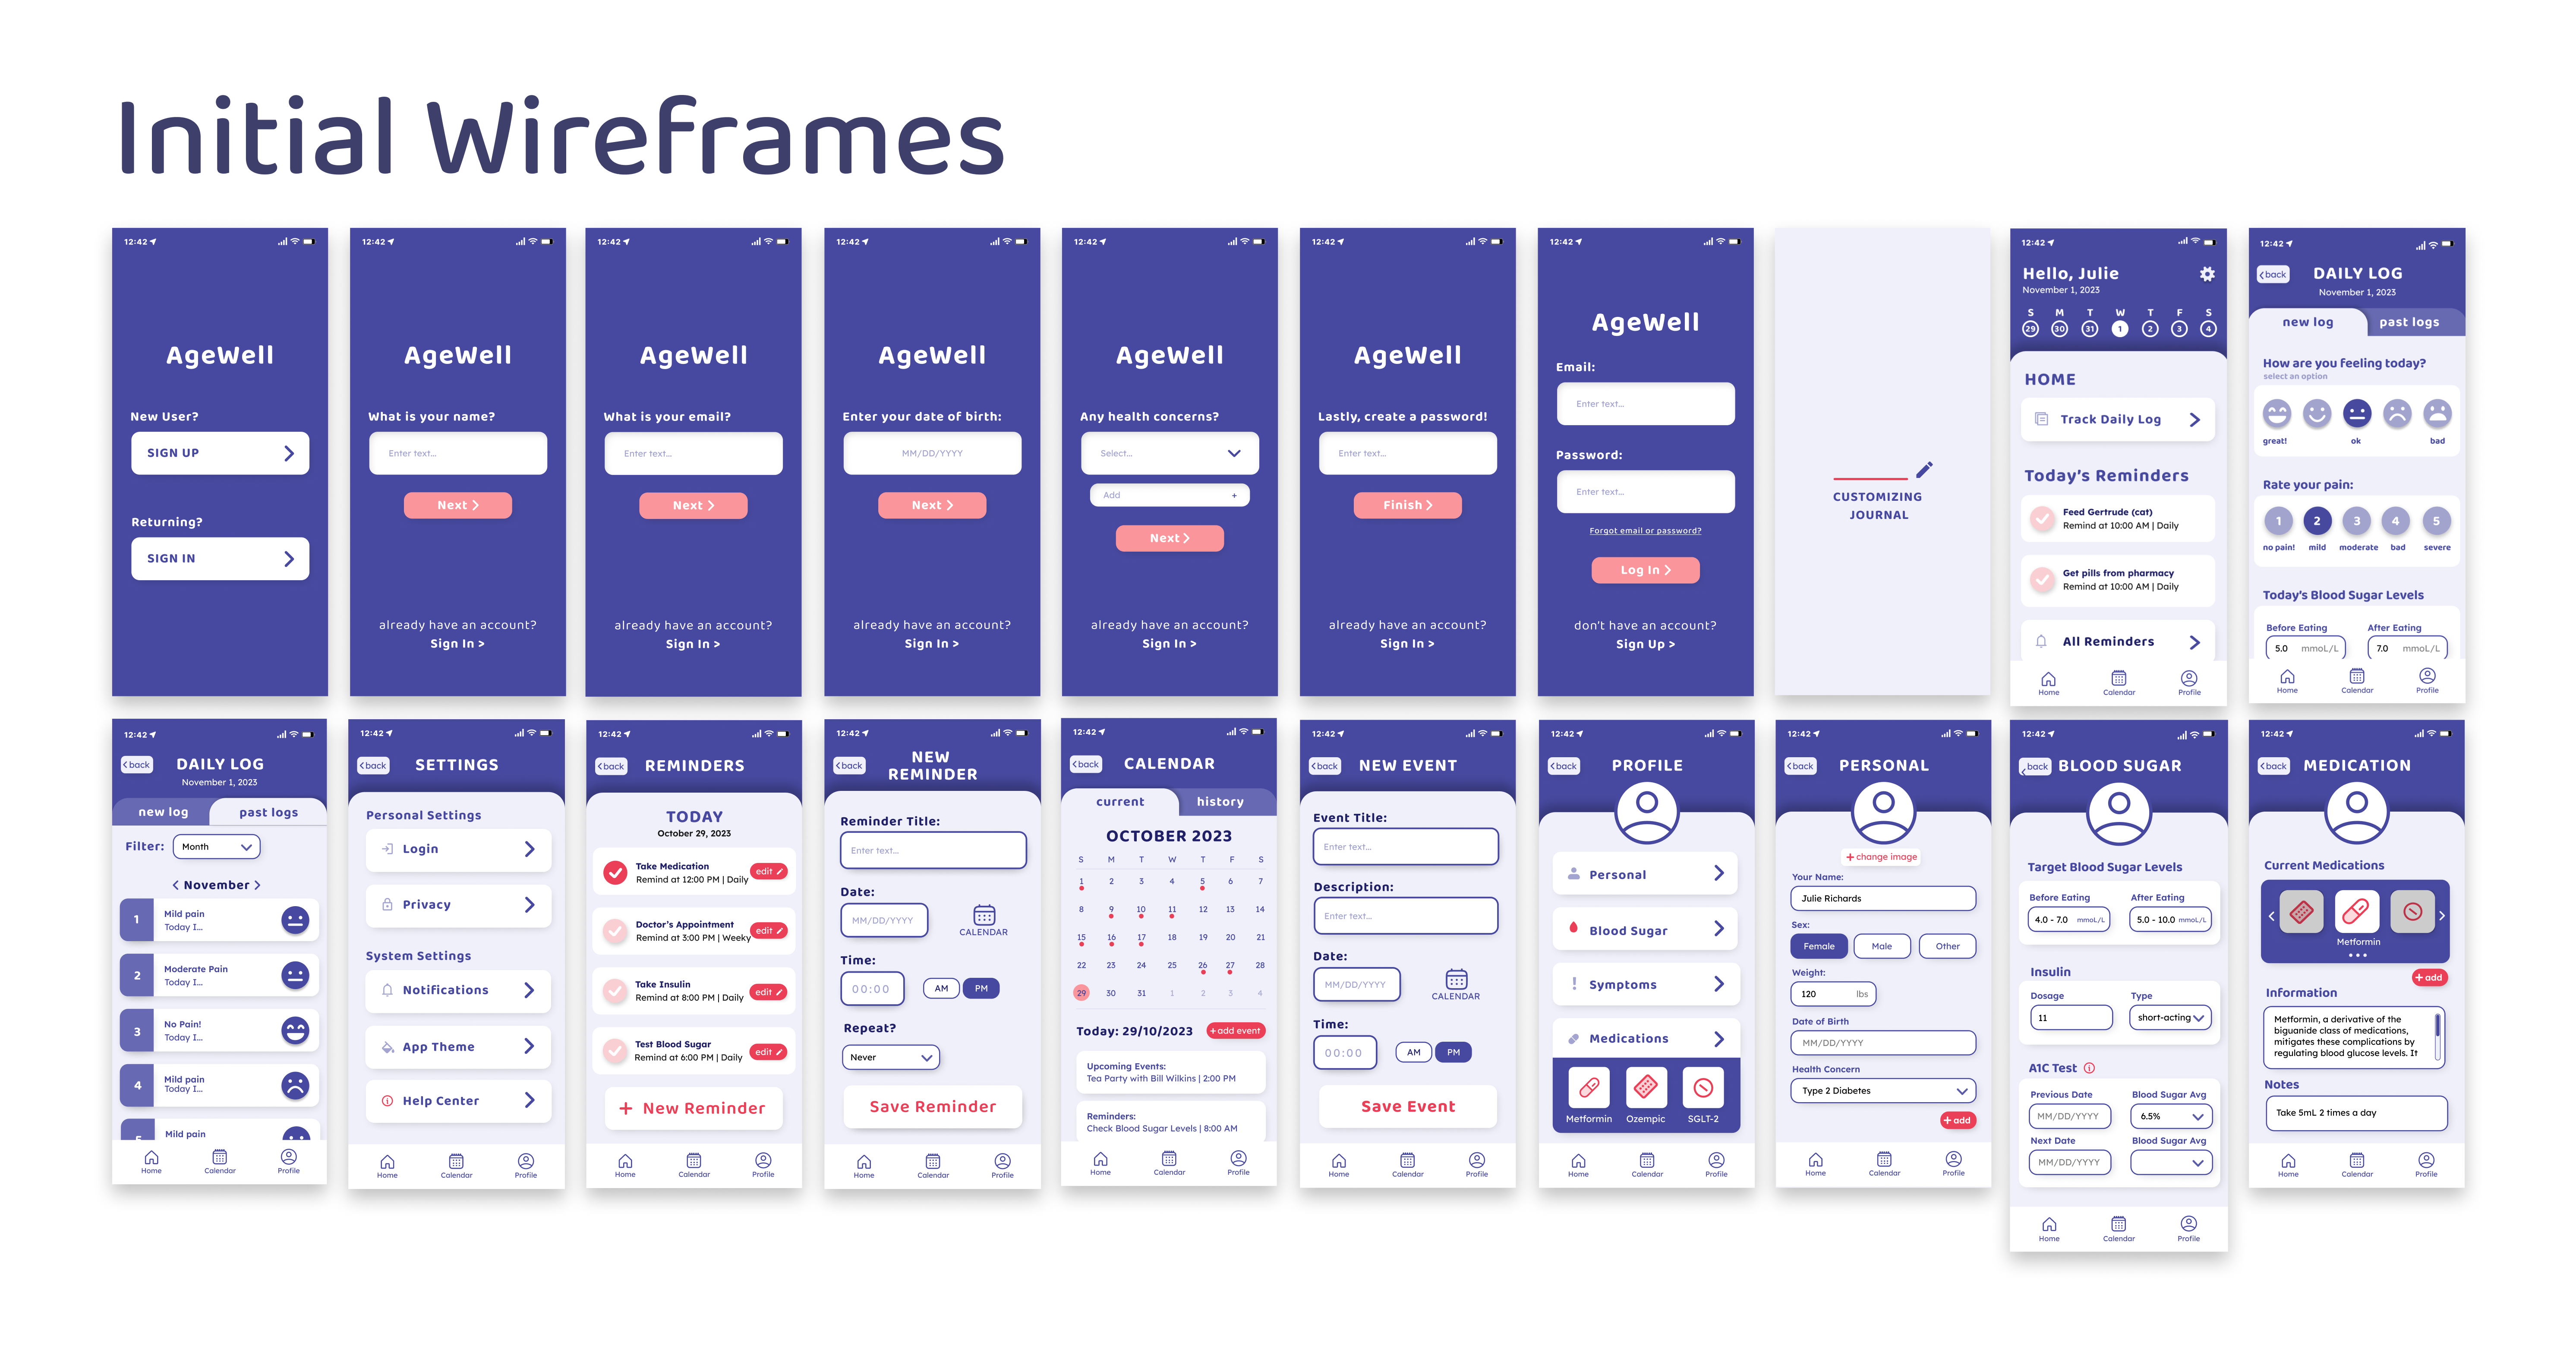 Initial Wireframes
12:42
AgeWell
New User?
SIGN UP
Returning?
SIGN IN
12:42
AgeWell
What is your name?
Enter text...
Next
already have an account?
Sign In >
12:42
AgeWell
What is your email?
Enter text...
Next
already have an account?
Sign In >
12:42
AgeWell
Enter your date of birth:
MM/DD/YYYY
Next
already have an account?
Sign In >
12:42
AgeWell
Any health concerns?
Select...
Add +
Next
already have an account?
Sign In >
12:42
AgeWell
Lastly, create a password!
Enter text...
Finish
already have an account?
Sign In >
12:42
AgeWell
Email:
Enter text...
Password:
Enter text...
Forgot email or password?
Log In
don't have an account?
Sign Up >
CUSTOMIZING
JOURNAL
12:42
Hello, Julie
November 1, 2023
S M T W T F S
29 30 31 1 2 3 4
HOME
Track Daily Log
Today's Reminders
Feed Gertrude (cat)
Remind at 10:00 AM | Daily
Get pills from pharmacy
Remind at 10:00 AM | Daily
All Reminders
Home Calendar Profile
12:42
back DAILY LOG
November 1, 2023
new log past logs
How are you feeling today?
select an option
great! ok bad
Rate your pain:
1 2 3 4 5
no pain! mild moderate bad severe
Today's Blood Sugar Levels
Before Eating After Eating
5.0 mmoL/L 7.0 mmoL/L
Home Calendar Profile
12:42
back DAILY LOG
November 1, 2023
new log past logs
Filter: Month
November
1 Mild pain
Today I...
2 Moderate Pain
Today I...
3 No Pain!
Today I...
4 Mild pain
Today I...
5 Mild pain
Home Calendar Profile
12:42
back SETTINGS
Personal Settings
Login
Privacy
System Settings
Notifications
App Theme
Help Center
Home Calendar Profile
12:42
back REMINDERS
TODAY
October 29, 2023
Take Medication
Remind at 12:00 PM | Daily
edit
Doctor's Appointment
Remind at 3:00 PM | Weekly
edit
Take Insulin
Remind at 8:00 PM | Daily
edit
Test Blood Sugar
Remind at 6:00 PM | Daily
edit
+ New Reminder
Home Calendar Profile
12:42
back NEW
REMINDER
Reminder Title:
Enter text...
Date:
MM/DD/YYYY
CALENDAR
Time:
00:00 AM PM
Repeat?
Never
Save Reminder
Home Calendar Profile
12:42
back CALENDAR
current history
OCTOBER 2023
S M T W T F S
1 2 3 4 5 6 7
8 9 10 11 12 13 14
15 16 17 18 19 20 21
22 23 24 25 26 27 28
29 30 31 1 2 3 4
Today: 29/10/2023 +add event
Upcoming Events:
Tea Party with Bill Wilkins | 2:00 PM
Reminders:
Check Blood Sugar Levels | 8:00 AM
Home Calendar Profile
12:42
back NEW EVENT
Event Title:
Enter text...
Description:
Enter text...
Date:
MM/DD/YYYY
CALENDAR
Time:
00:00 AM PM
Save Event
Home Calendar Profile
12:42
back PROFILE
Personal
Blood Sugar
Symptoms
Medications
Metformin Ozempic SGLT-2
Home Calendar Profile
12:42
back PERSONAL
+change image
Your Name:
Julie Richards
Sex:
Female Male Other
Weight:
120 lbs
Date of Birth
MM/DD/YYYY
Health Concern
Type 2 Diabetes
+add
Home Calendar Profile
12:42
back BLOOD SUGAR
Target Blood Sugar Levels
Before Eating After Eating
4.0 - 7.0 mmoL/L 5.0 - 10.0 mmoL/L
Insulin
Dosage Type
11 short-acting
A1C Test
Previous Date Blood Sugar Avg
MM/DD/YYYY 6.5%
Next Date Blood Sugar Avg
MM/DD/YYYY
Home Calendar Profile
12:42
back MEDICATION
Current Medications
Metformin
+add
Information
Metformin, a derivative of the
biguanide class of medications,
mitigates these complications by
regulating blood glucose levels. It
Notes
Take 5mL 2 times a day
Home Calendar Profile